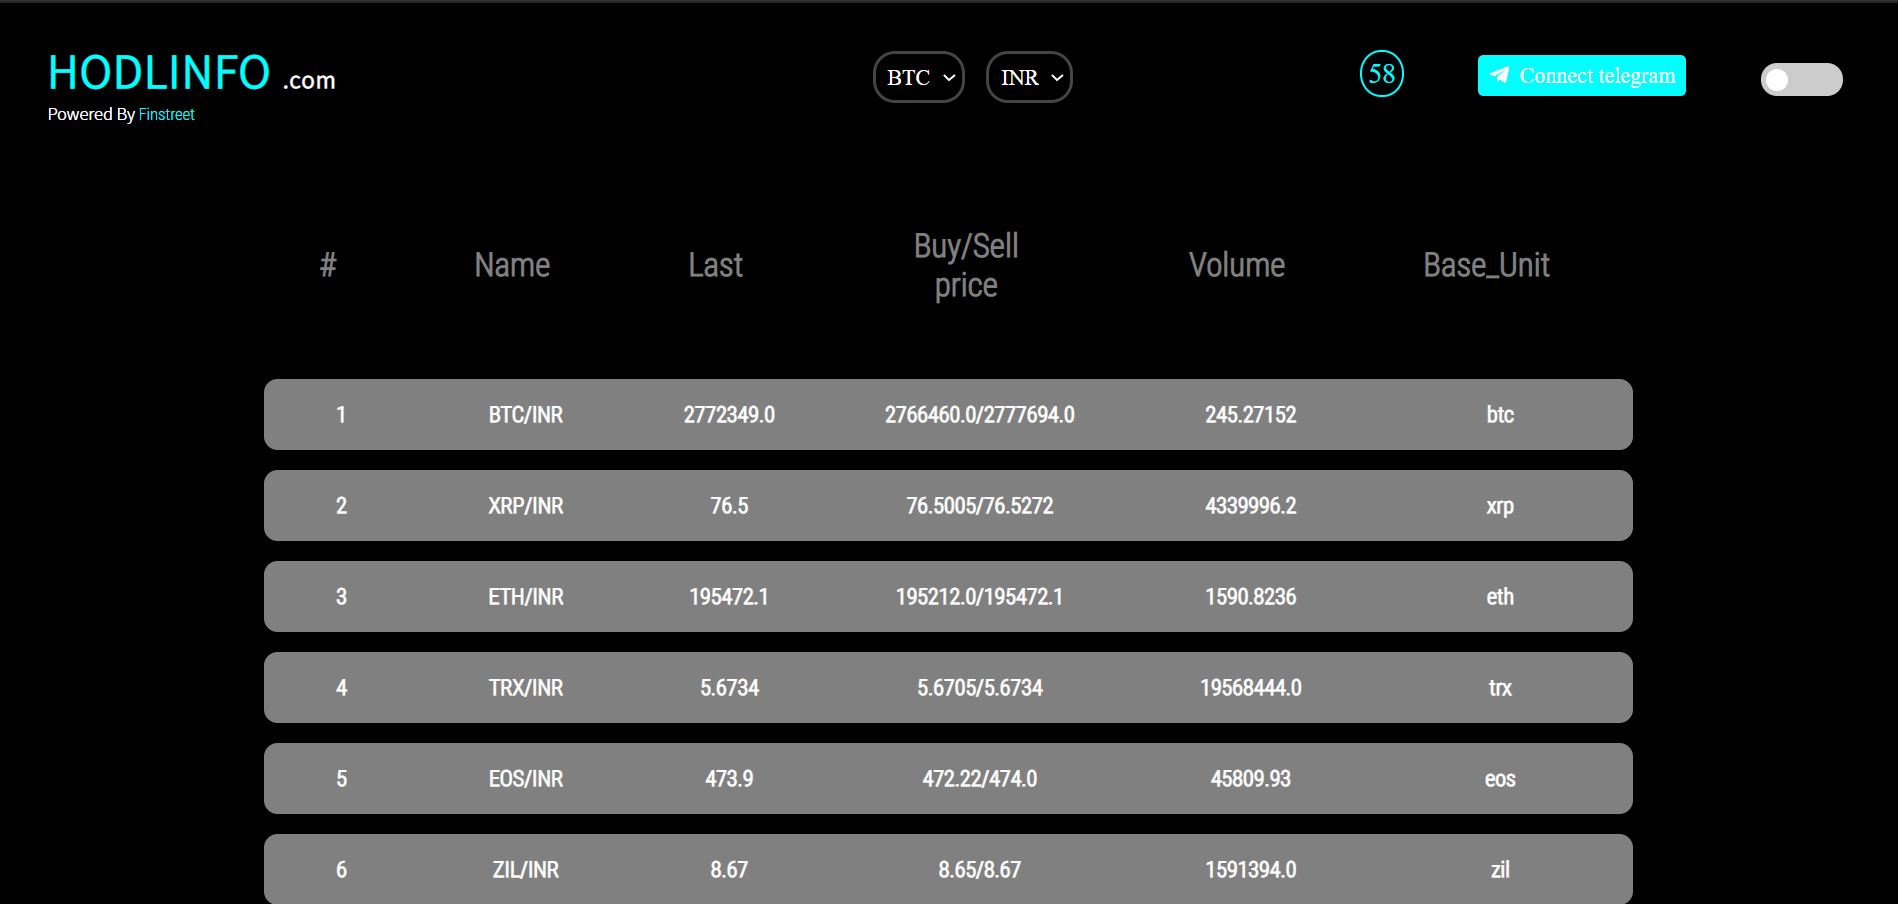 HODLINFO .com
Powered By Finstreet
BTC INR
58
Connect telegram
# Name Last Buy/Sell price Volume Base_Unit
1 BTC/INR 2772349.0 2766460.0/2777694.0 245.27152 btc
2 XRP/INR 76.5 76.5005/76.5272 4339996.2 xrp
3 ETH/INR 195472.1 195212.0/195472.1 1590.8236 eth
4 TRX/INR 5.6734 5.6705/5.6734 19568444.0 trx
5 EOS/INR 473.9 472.22/474.0 45809.93 eos
6 ZIL/INR 8.67 8.65/8.67 1591394.0 zil